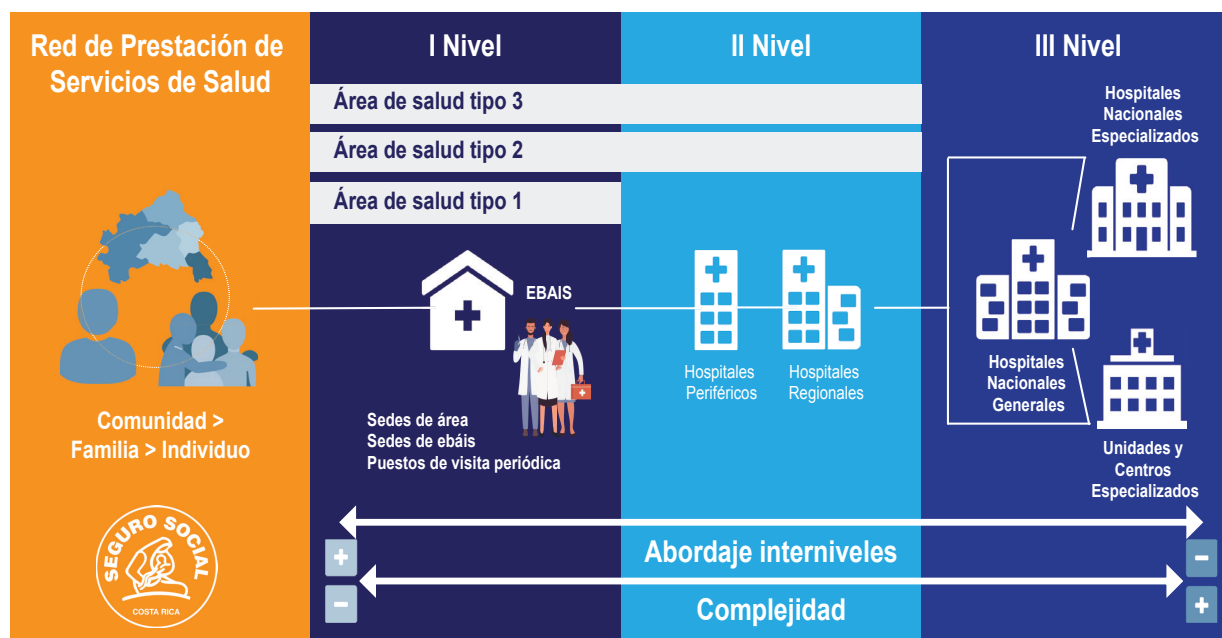 Red de Prestación de
Servicios de Salud
Comunidad >
Familia > Individuo
SEGURO SOCIAL
COSTA RICA
I Nivel
II Nivel
III Nivel
Área de salud tipo 3
Área de salud tipo 2
Área de salud tipo 1
EBAIS
Sedes de área
Sedes de ebáis
Puestos de visita periódica
Hospitales
Periféricos
Hospitales
Regionales
Hospitales
Nacionales
Especializados
Hospitales
Nacionales
Generales
Unidades y
Centros
Especializados
+
Abordaje interniveles
−
−
Complejidad
+